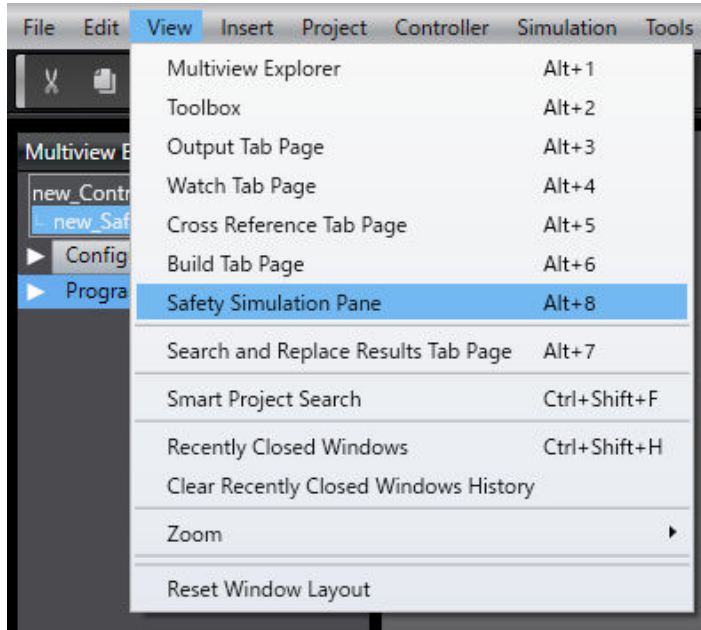 File Edit View Insert Project Controller Simulation Tools
Multiview Explorer Alt+1
Toolbox Alt+2
Output Tab Page Alt+3
Watch Tab Page Alt+4
Cross Reference Tab Page Alt+5
Build Tab Page Alt+6
Safety Simulation Pane Alt+8
Search and Replace Results Tab Page Alt+7
Smart Project Search Ctrl+Shift+F
Recently Closed Windows Ctrl+Shift+H
Clear Recently Closed Windows History
Zoom
Reset Window Layout
Multiview E
new_Contr
new_Saf
Config
Progra